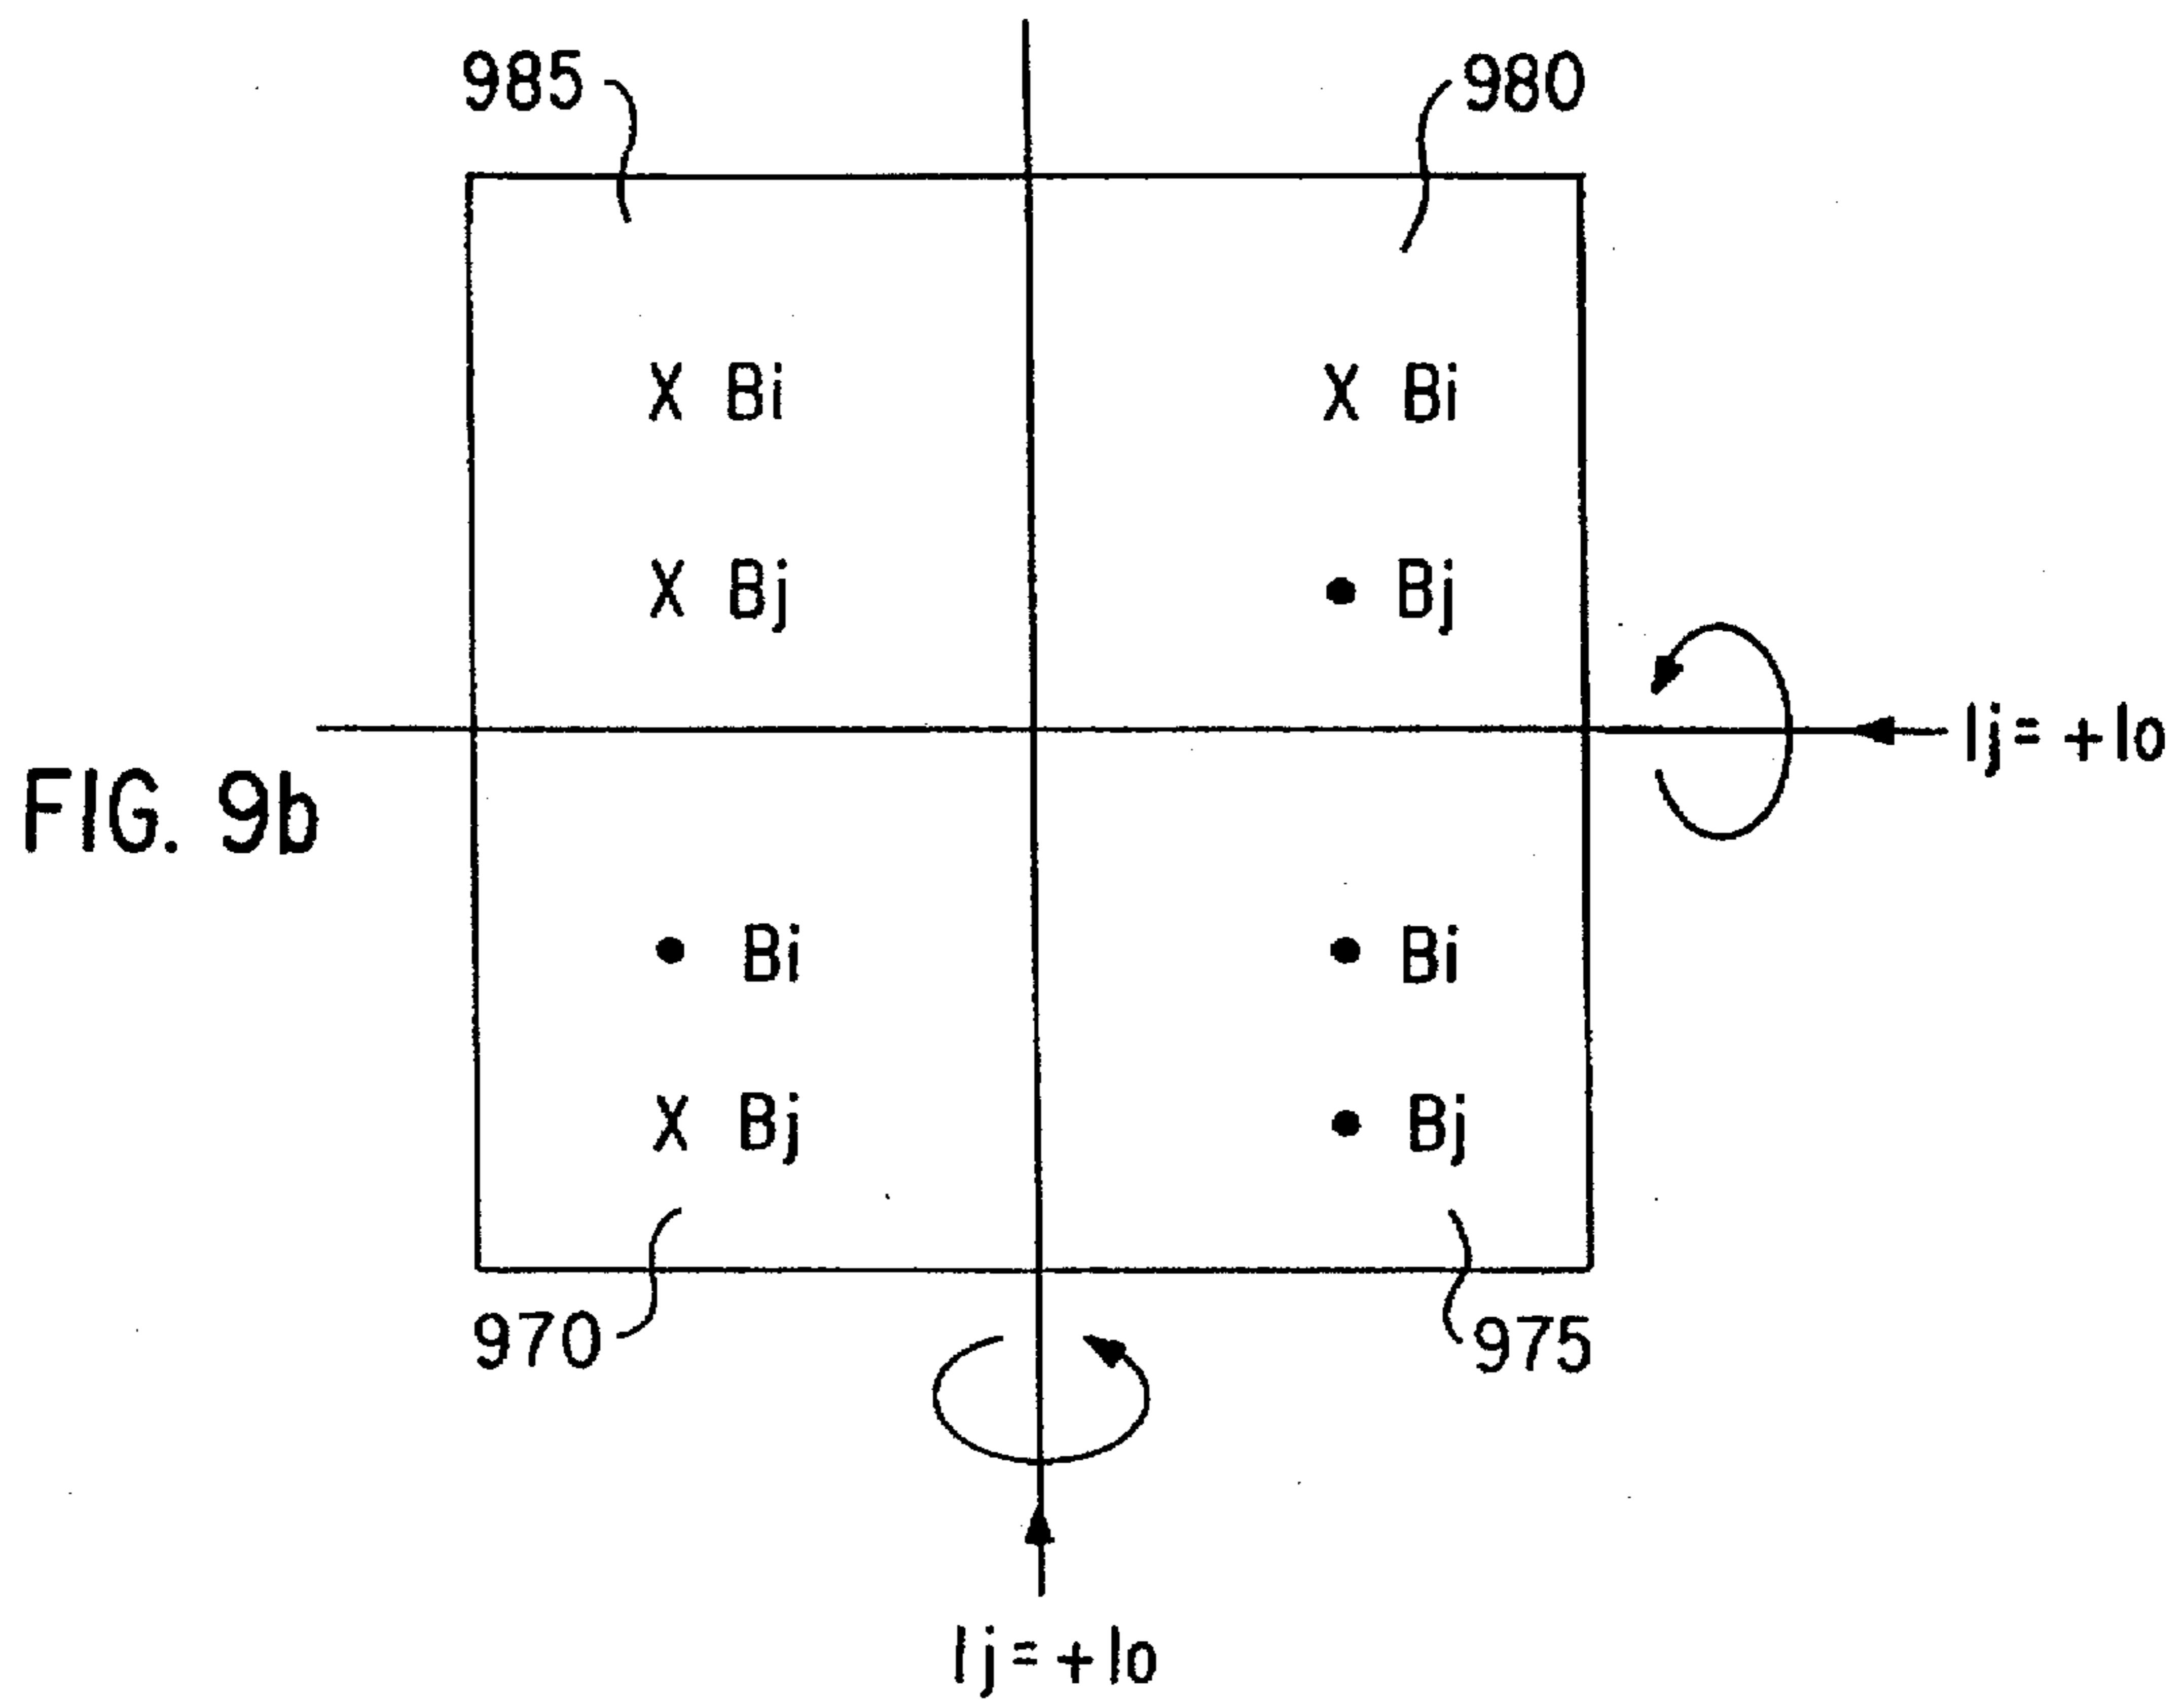 985
980
X Bi
X Bi
X Bj
• Bj
Ij = +Io
FIG. 9b
• Bi
• Bi
X Bj
• Bj
970
975
Ij = +Io